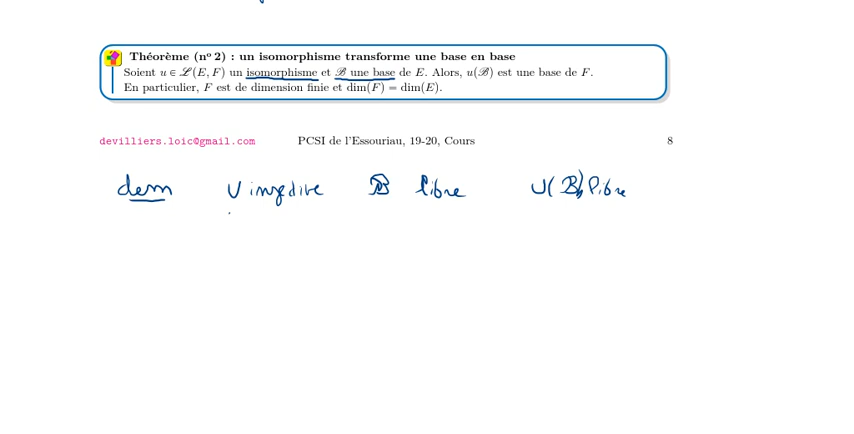 Théorème (nº 2) : un isomorphisme transforme une base en base
Soient u ∈ ℒ(E, F) un isomorphisme et ℬ une base de E. Alors, u(ℬ) est une base de F.
En particulier, F est de dimension finie et dim(F) = dim(E).
devilliers.loic@gmail.com PCSI de l'Essouriau, 19-20, Cours 8
dem U injective B libre U(B) libre